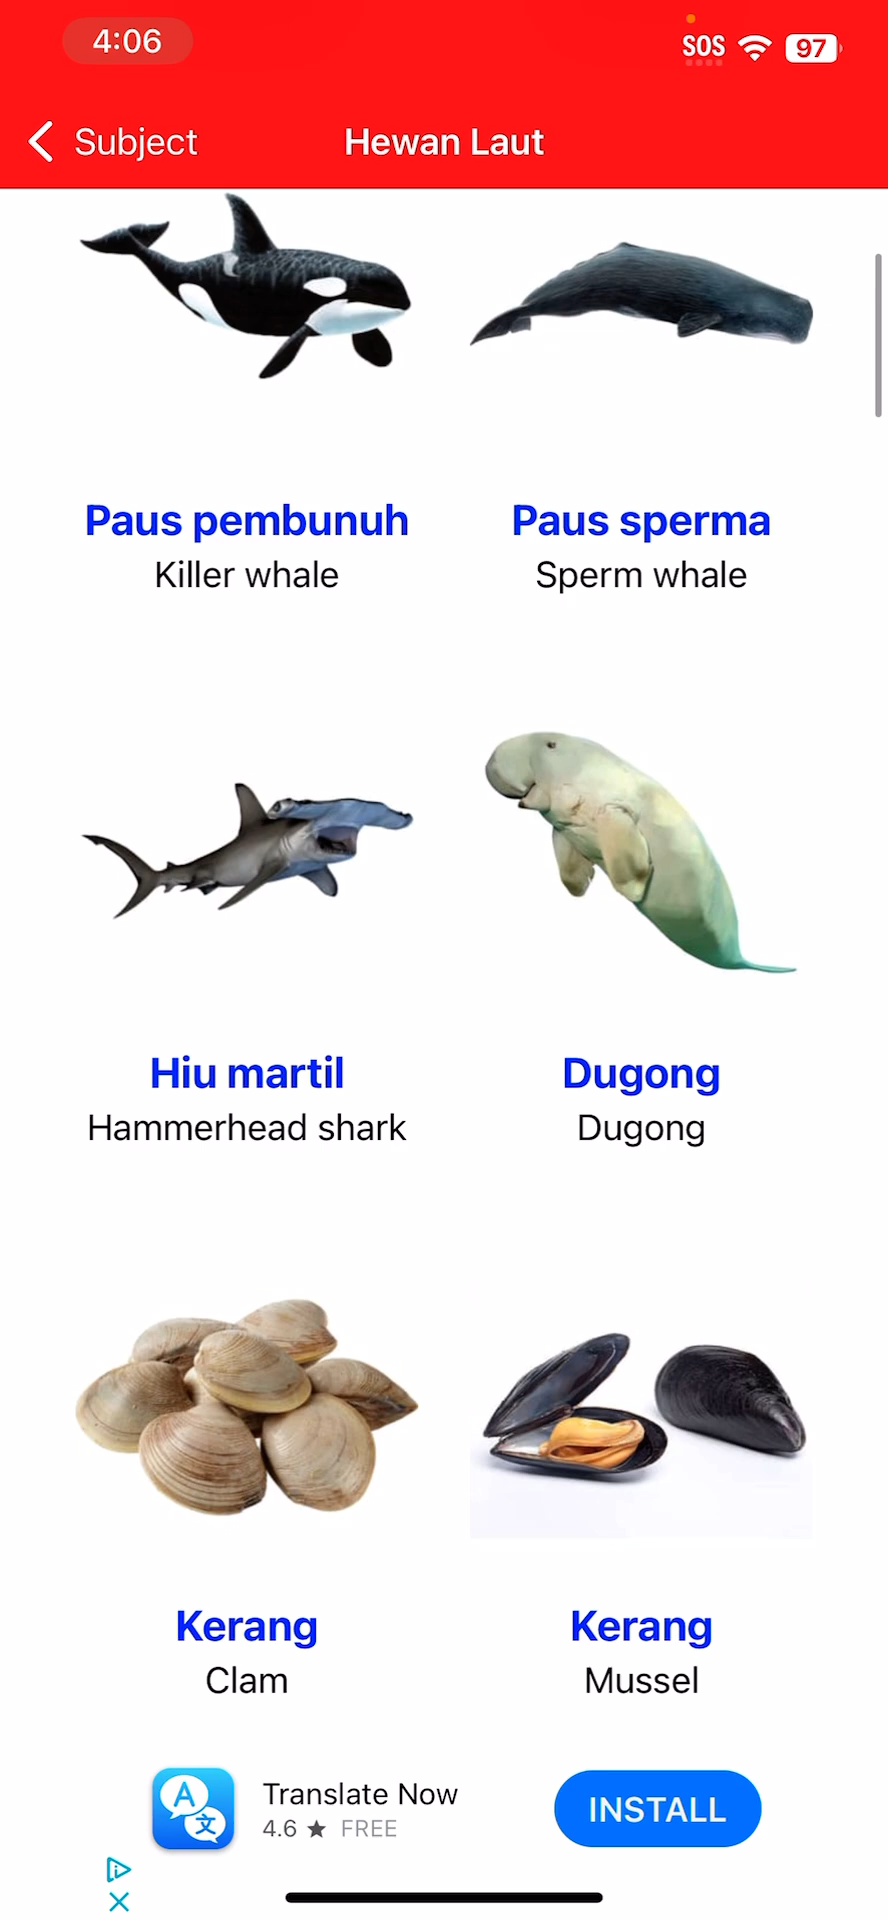 4:06
SOS
97
Subject
Hewan Laut
Paus pembunuh
Killer whale
Paus sperma
Sperm whale
Hiu martil
Hammerhead shark
Dugong
Dugong
Kerang
Clam
Kerang
Mussel
A
文
Translate Now
4.6 ★ FREE
INSTALL